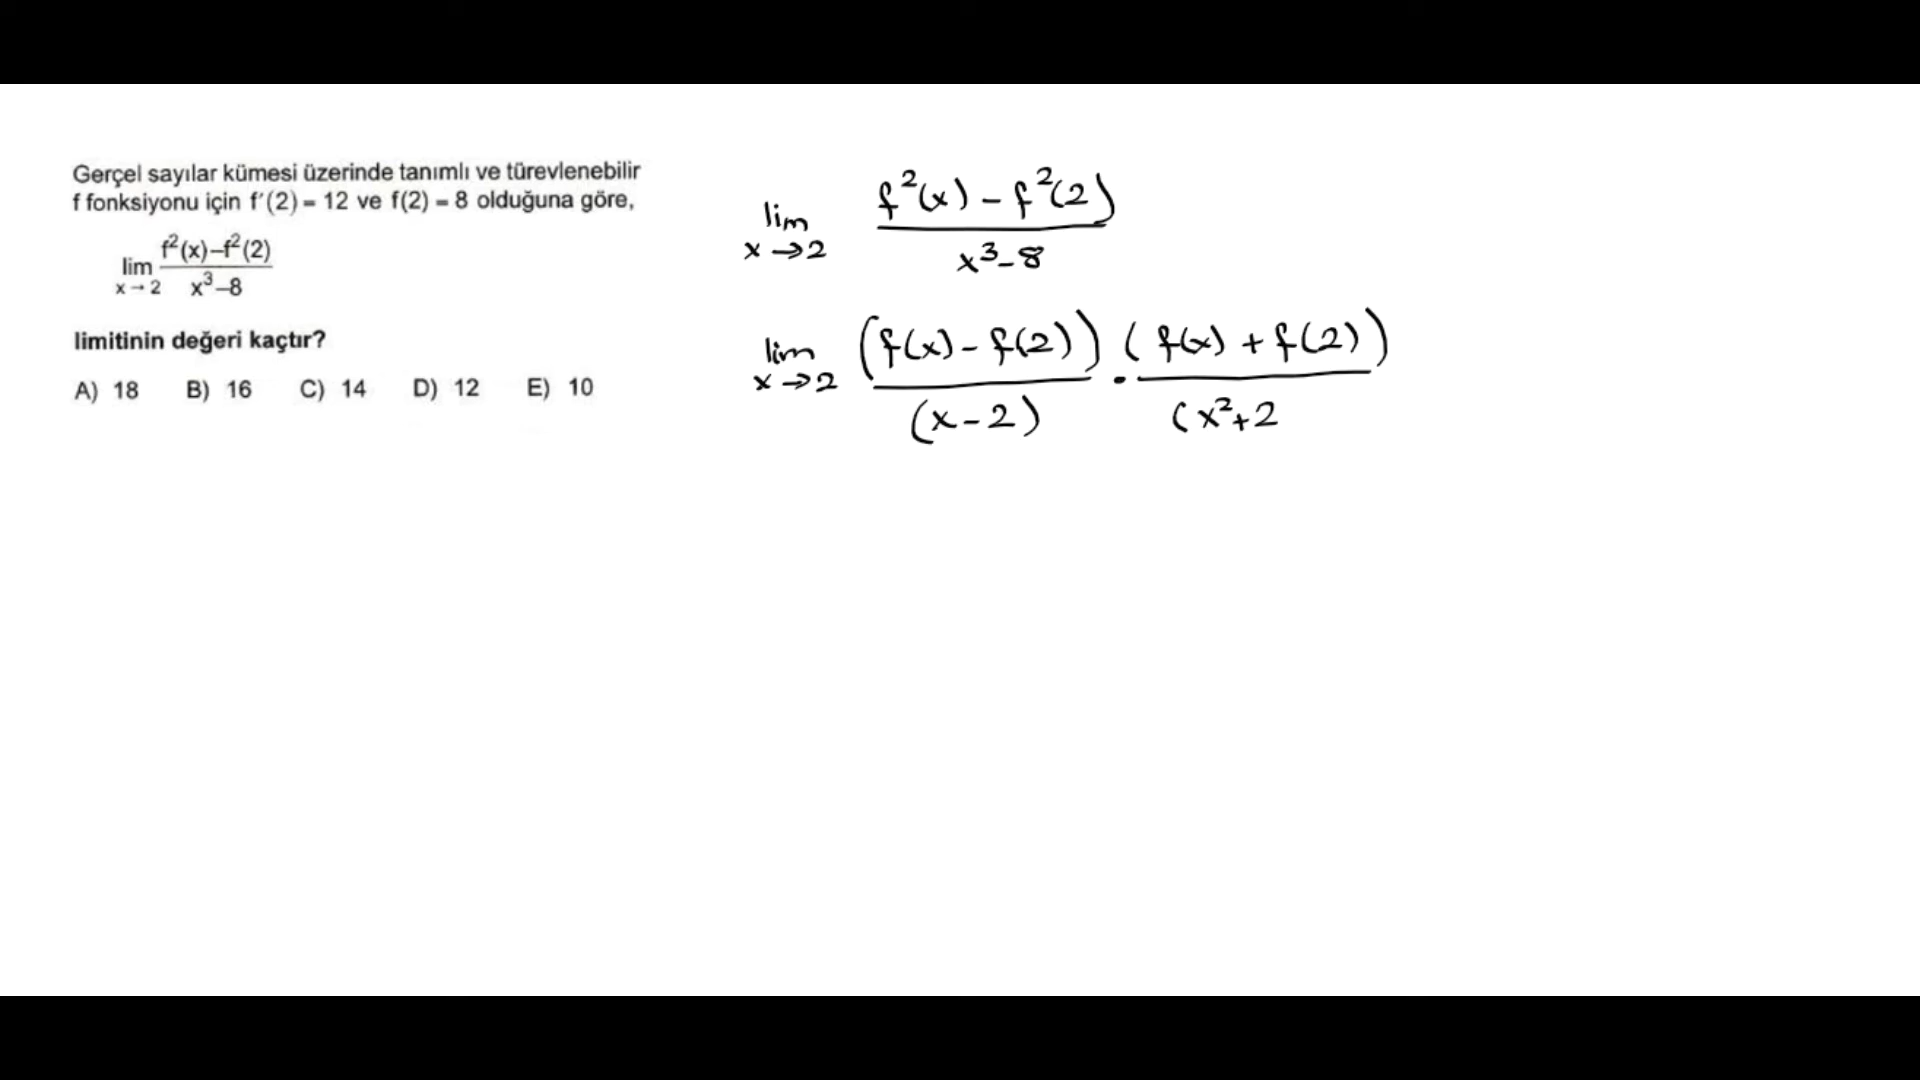 Gerçel sayılar kümesi üzerinde tanımlı ve türevlenebilir
f fonksiyonu için f'(2) = 12 ve f(2) = 8 olduğuna göre,
lim x→2 f²(x)–f²(2) / x³–8
limitinin değeri kaçtır?
A) 18 B) 16 C) 14 D) 12 E) 10
lim x→2 f²(x) – f²(2) / x³–8
lim x→2 (f(x) – f(2)) / (x–2) · (f(x) + f(2)) / (x²+2